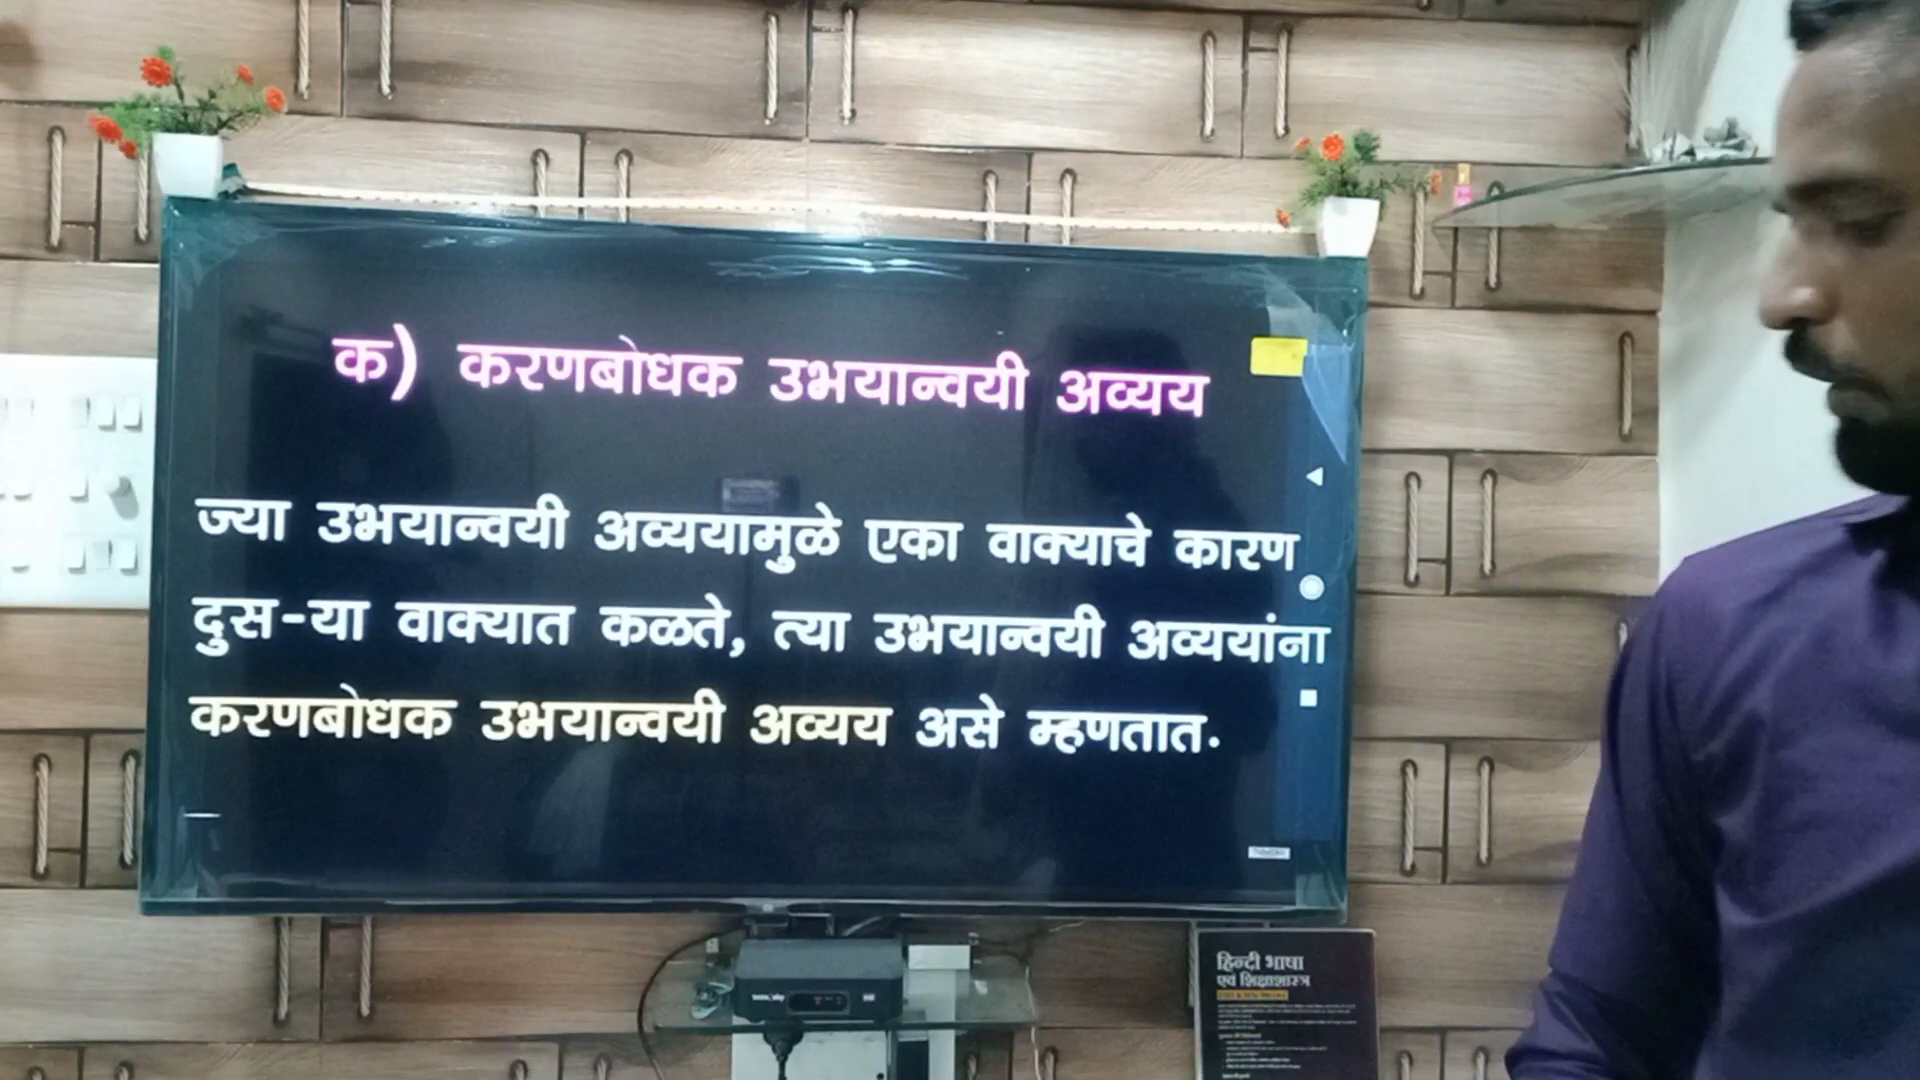 क) करणबोधक उभयान्वयी अव्यय
ज्या उभयान्वयी अव्ययामुळे एका वाक्याचे कारण
दुस-या वाक्यात कळते, त्या उभयान्वयी अव्ययांना
करणबोधक उभयान्वयी अव्यय असे म्हणतात.
हिन्दी भाषा
एवं शिक्षाशास्त्र